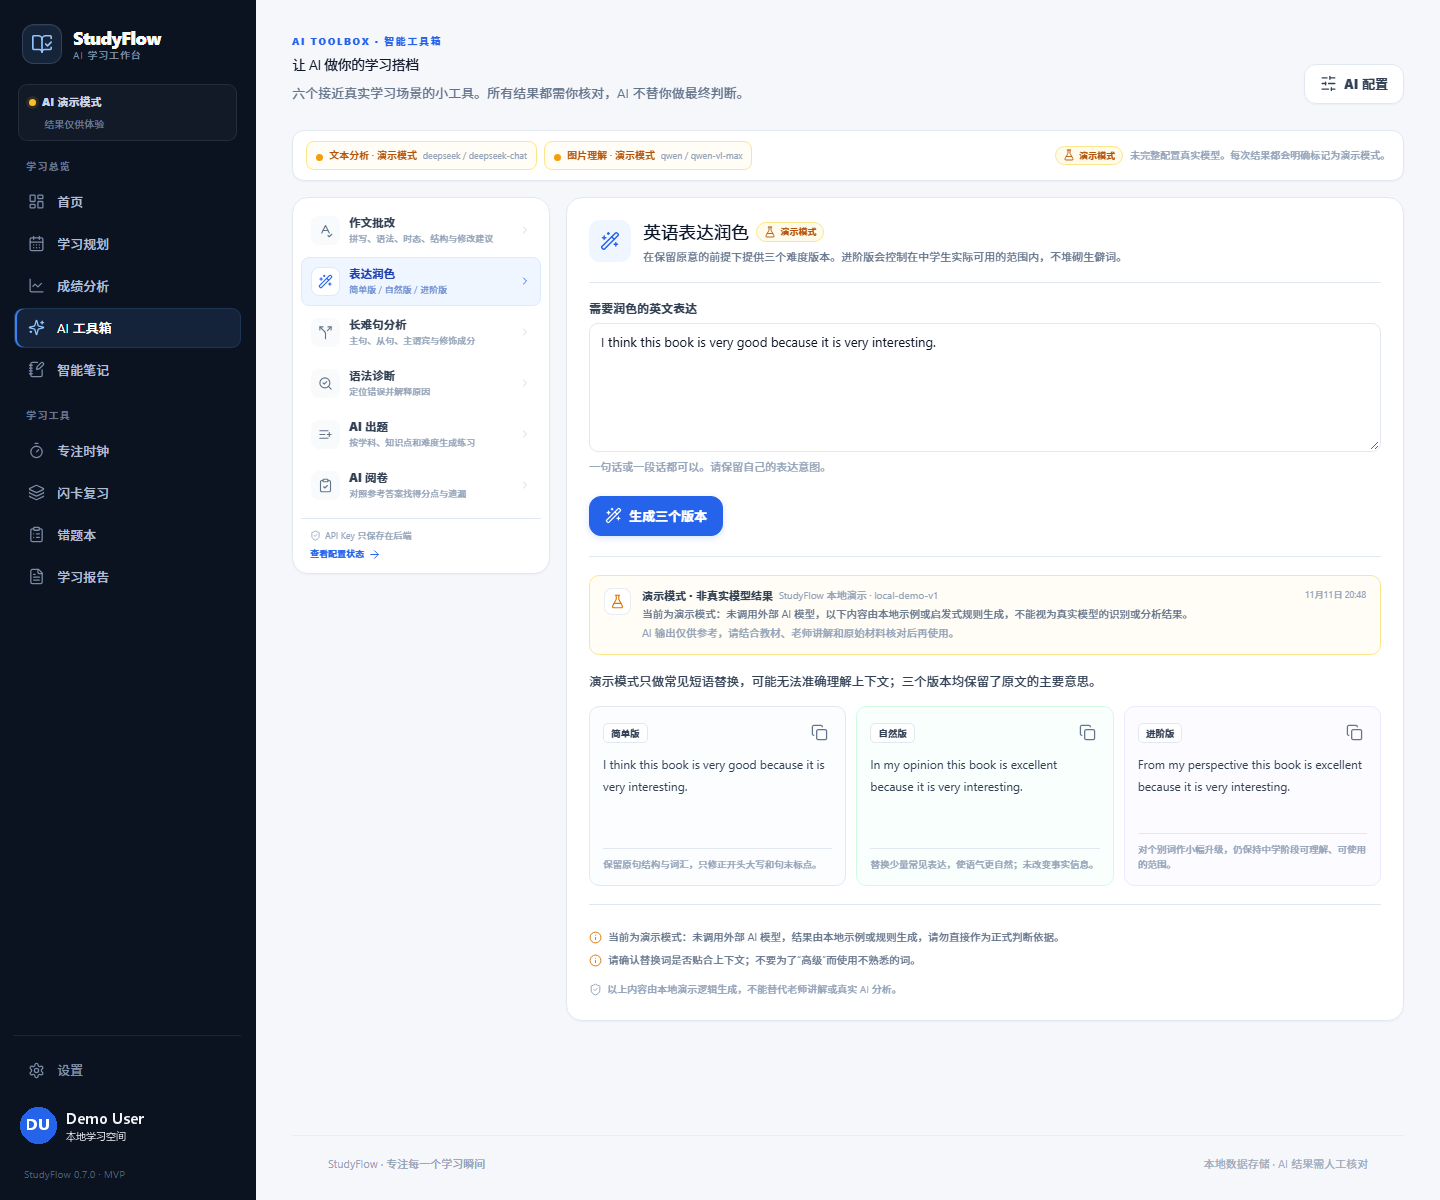 StudyFlow
AI 学习工作台
AI 演示模式
结果仅供体验
学习总览
首页
学习规划
成绩分析
AI 工具箱
智能笔记
学习工具
专注时钟
闪卡复习
错题本
学习报告
设置
DU
Demo User
本地学习空间
StudyFlow 0.7.0 · MVP
AI TOOLBOX · 智能工具箱
让 AI 做你的学习搭档
六个接近真实学习场景的小工具。所有结果都需你核对，AI 不替你做最终判断。
AI 配置
文本分析 · 演示模式 deepseek / deepseek-chat
图片理解 · 演示模式 qwen / qwen-vl-max
演示模式 未完整配置真实模型。每次结果都会明确标记为演示模式。
作文批改
拼写、语法、时态、结构与修改建议
表达润色
简单版 / 自然版 / 进阶版
长难句分析
主句、从句、主谓宾与修饰成分
语法诊断
定位错误并解释原因
AI 出题
按学科、知识点和难度生成练习
AI 阅卷
对照参考答案找得分点与遗漏
API Key 只保存在后端
查看配置状态
英语表达润色 演示模式
在保留原意的前提下提供三个难度版本。进阶版会控制在中学生实际可用的范围内，不堆砌生僻词。
需要润色的英文表达
I think this book is very good because it is very interesting.
一句话或一段话都可以。请保留自己的表达意图。
生成三个版本
演示模式 · 非真实模型结果 StudyFlow 本地演示 · local-demo-v1 11月11日 20:48
当前为演示模式：未调用外部 AI 模型，以下内容由本地示例或启发式规则生成，不能视为真实模型的识别或分析结果。
AI 输出仅供参考，请结合教材、老师讲解和原始材料核对后再使用。
演示模式只做常见短语替换，可能无法准确理解上下文；三个版本均保留了原文的主要意思。
简单版
I think this book is very good because it is
very interesting.
保留原句结构与词汇，只修正开头大写和句末标点。
自然版
In my opinion this book is excellent
because it is very interesting.
替换少量常见表达，使语气更自然；未改变事实信息。
进阶版
From my perspective this book is excellent
because it is very interesting.
对个别词作小幅升级，仍保持中学阶段可理解、可使用
的范围。
当前为演示模式：未调用外部 AI 模型，结果由本地示例或规则生成，请勿直接作为正式判断依据。
请确认替换词是否贴合上下文；不要为了“高级”而使用不熟悉的词。
以上内容由本地演示逻辑生成，不能替代老师讲解或真实 AI 分析。
StudyFlow · 专注每一个学习瞬间
本地数据存储 · AI 结果需人工核对